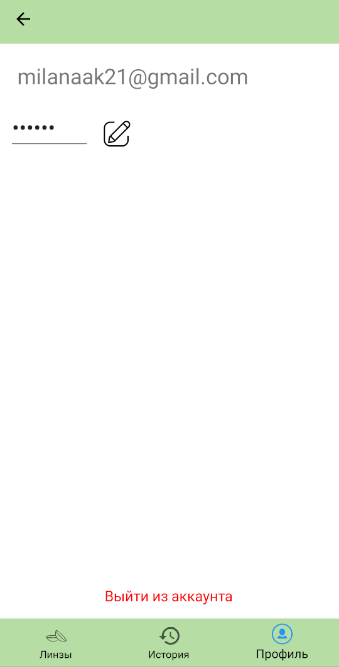 milanaak21@gmail.com
••••••
Выйти из аккаунта
Линзы
История
Профиль